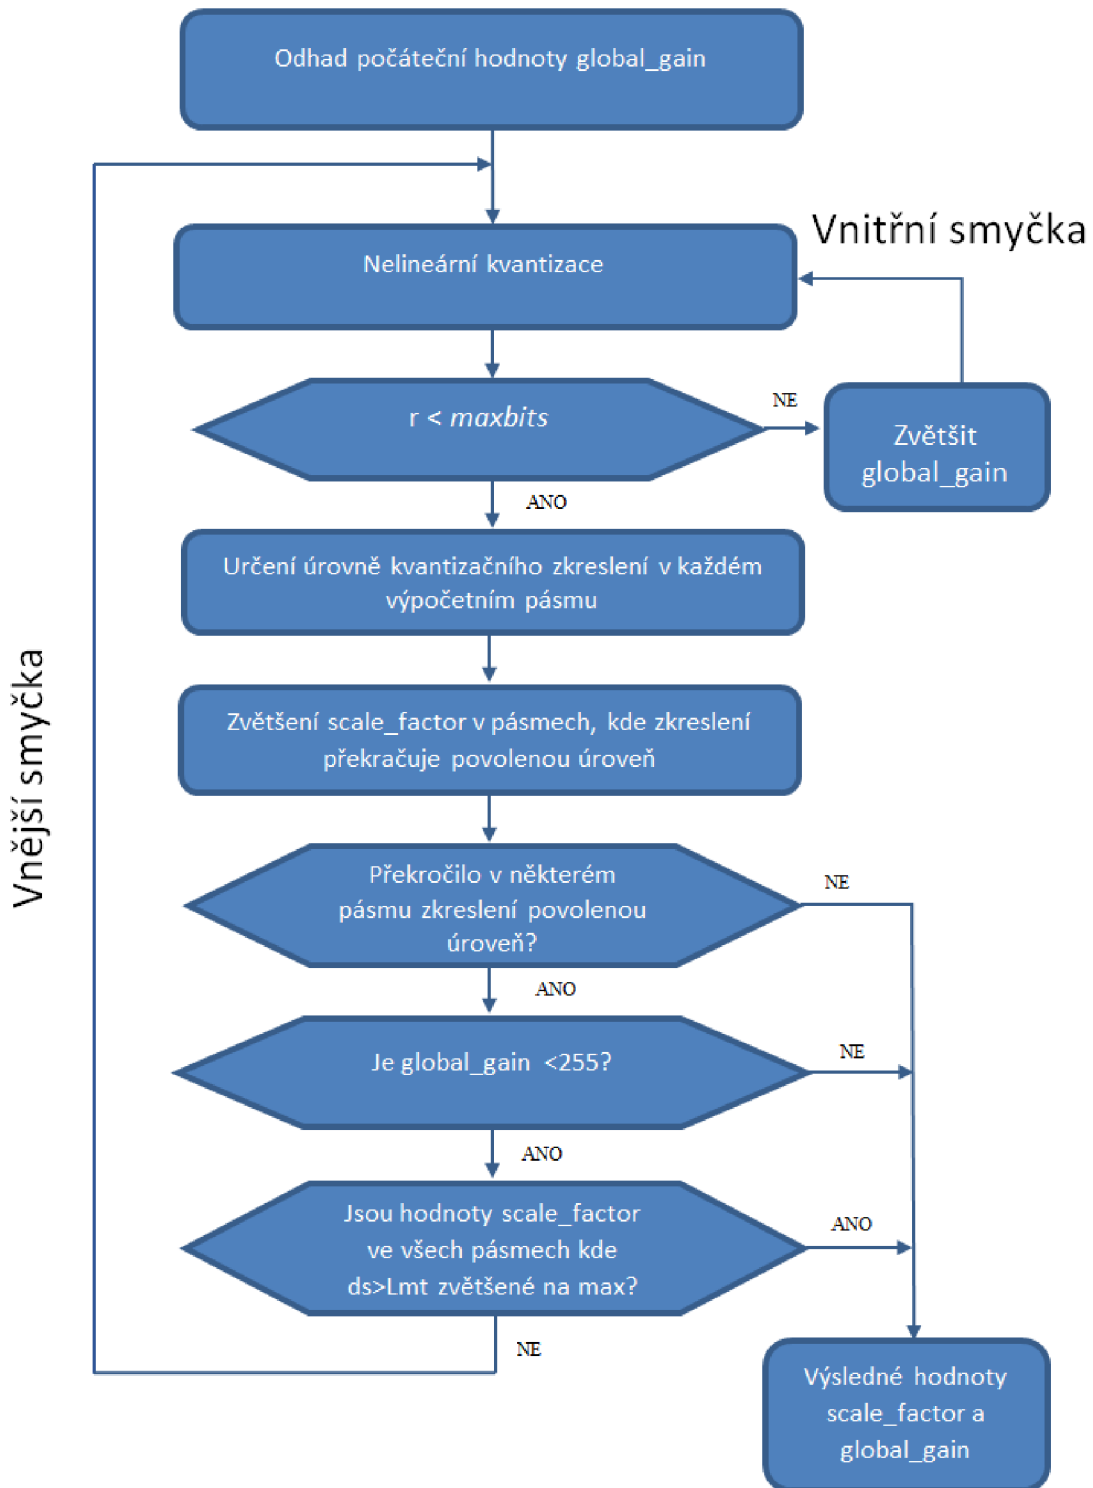 Odhad počáteční hodnoty global_gain
Vnitřní smyčka
Nelineární kvantizace
r < maxbits
NE
Zvětšit
global_gain
ANO
Určení úrovně kvantizačního zkreslení v každém
výpočetním pásmu
Vnější smyčka
Zvětšení scale_factor v pásmech, kde zkreslení
překračuje povolenou úroveň
Překročilo v některém
pásmu zkreslení povolenou
úroveň?
NE
ANO
Je global_gain <255?
NE
ANO
Jsou hodnoty scale_factor
ve všech pásmech kde
ds>Lmt zvětšené na max?
ANO
NE
Výsledné hodnoty
scale_factor a
global_gain